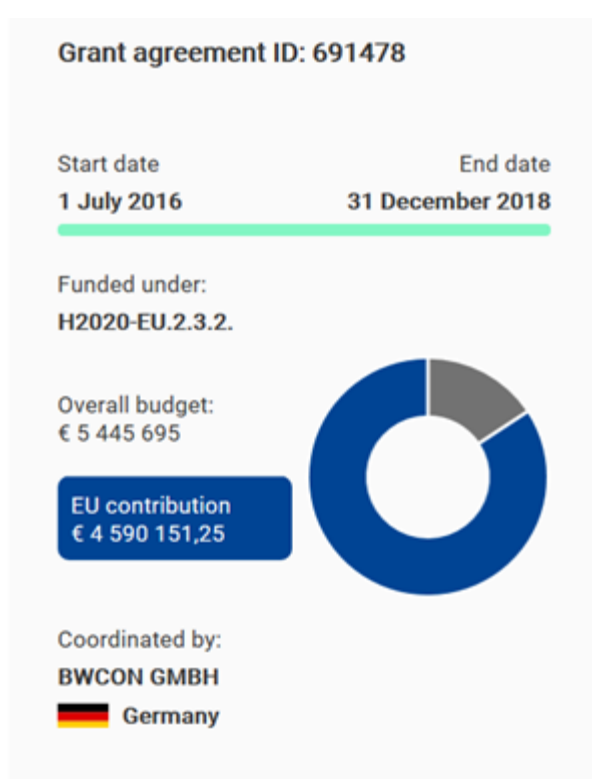 Grant agreement ID: 691478
Start date
End date
1 July 2016
31 December 2018
Funded under:
H2020-EU.2.3.2.
Overall budget:
€ 5 445 695
EU contribution
€ 4 590 151,25
Coordinated by:
BWCON GMBH
Germany